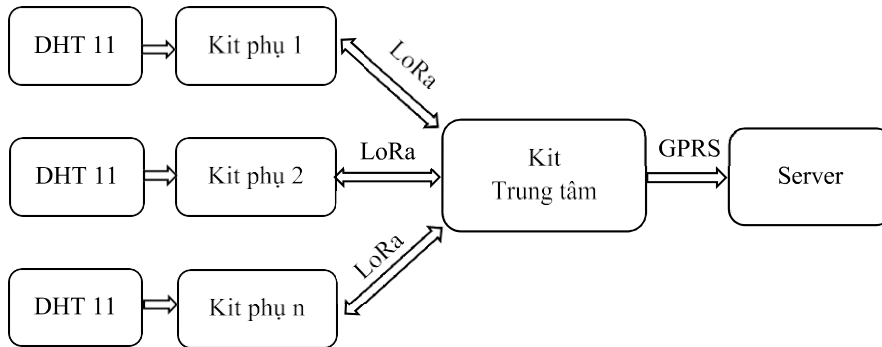 DHT 11
Kit phụ 1
LoRa
DHT 11
Kit phụ 2
LoRa
Kit
Trung tâm
GPRS
Server
DHT 11
Kit phụ n
LoRa